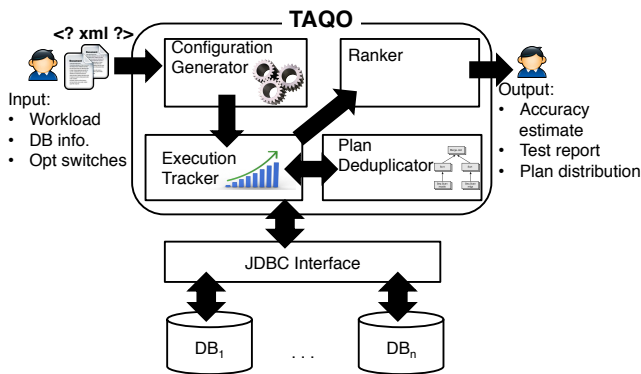 TAQO
<? xml ?>
Configuration
Generator
Ranker
Input:
• Workload
• DB info.
• Opt switches
Output:
• Accuracy
estimate
• Test report
• Plan distribution
Execution
Tracker
Plan
Deduplicator
JDBC Interface
DB1
. . .
DBn